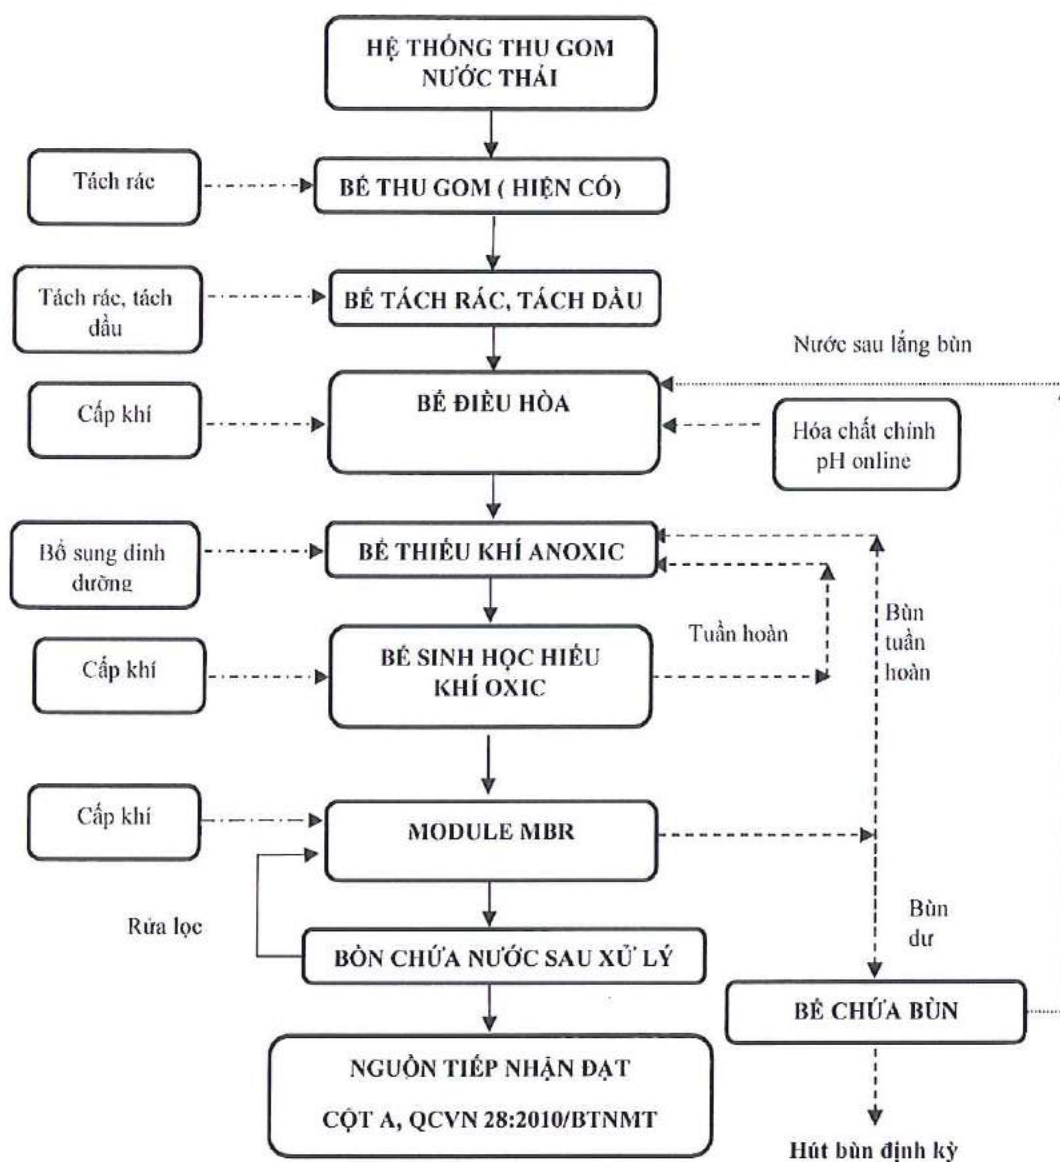 HỆ THỐNG THU GOM
NƯỚC THẢI
Tách rác
BỂ THU GOM ( HIỆN CÓ)
Tách rác, tách
dầu
BỂ TÁCH RÁC, TÁCH DẦU
Nước sau lắng bùn
Cấp khí
BỂ ĐIỀU HÒA
Hóa chất chỉnh
pH online
Bổ sung dinh
dưỡng
BỂ THIẾU KHÍ ANOXIC
Bùn
tuần
hoàn
Tuần hoàn
Cấp khí
BỂ SINH HỌC HIẾU
KHÍ OXIC
Cấp khí
MODULE MBR
Rửa lọc
Bùn
dư
BỒN CHỨA NƯỚC SAU XỬ LÝ
BỂ CHỨA BÙN
NGUỒN TIẾP NHẬN ĐẠT
CỘT A, QCVN 28:2010/BTNMT
Hút bùn định kỳ